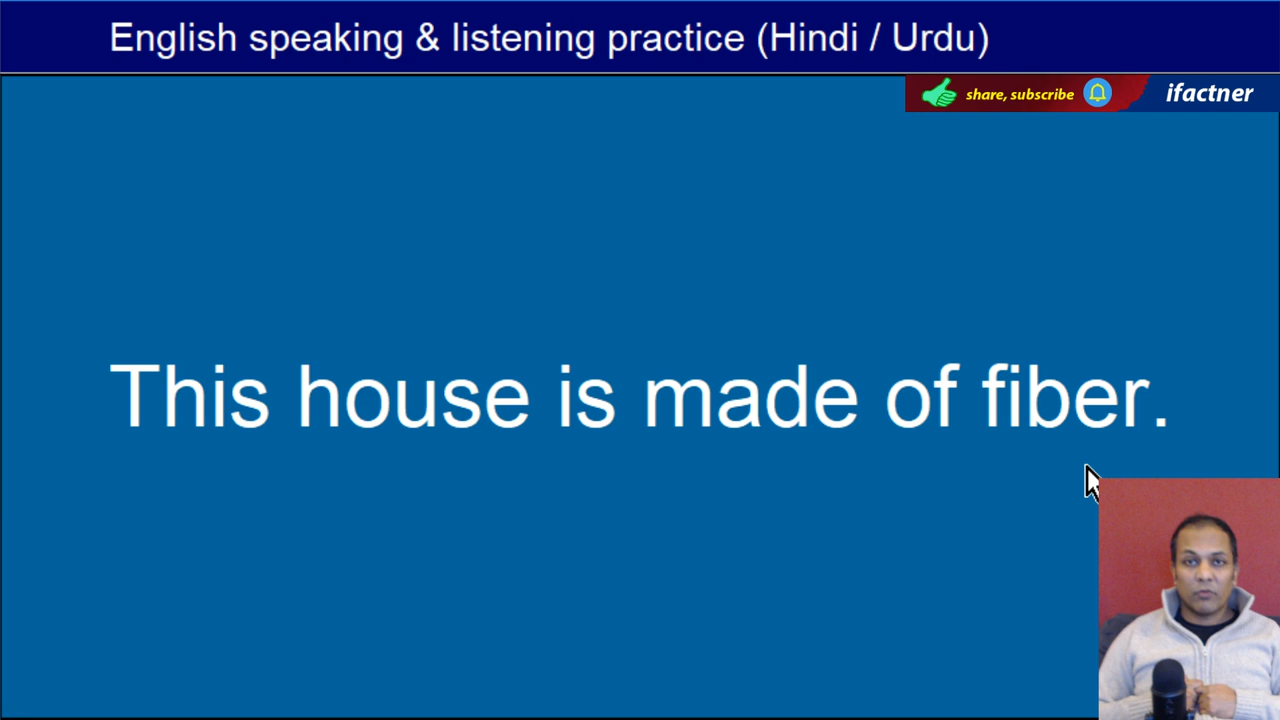 English speaking & listening practice (Hindi / Urdu)
share, subscribe
ifactner
This house is made of fiber.